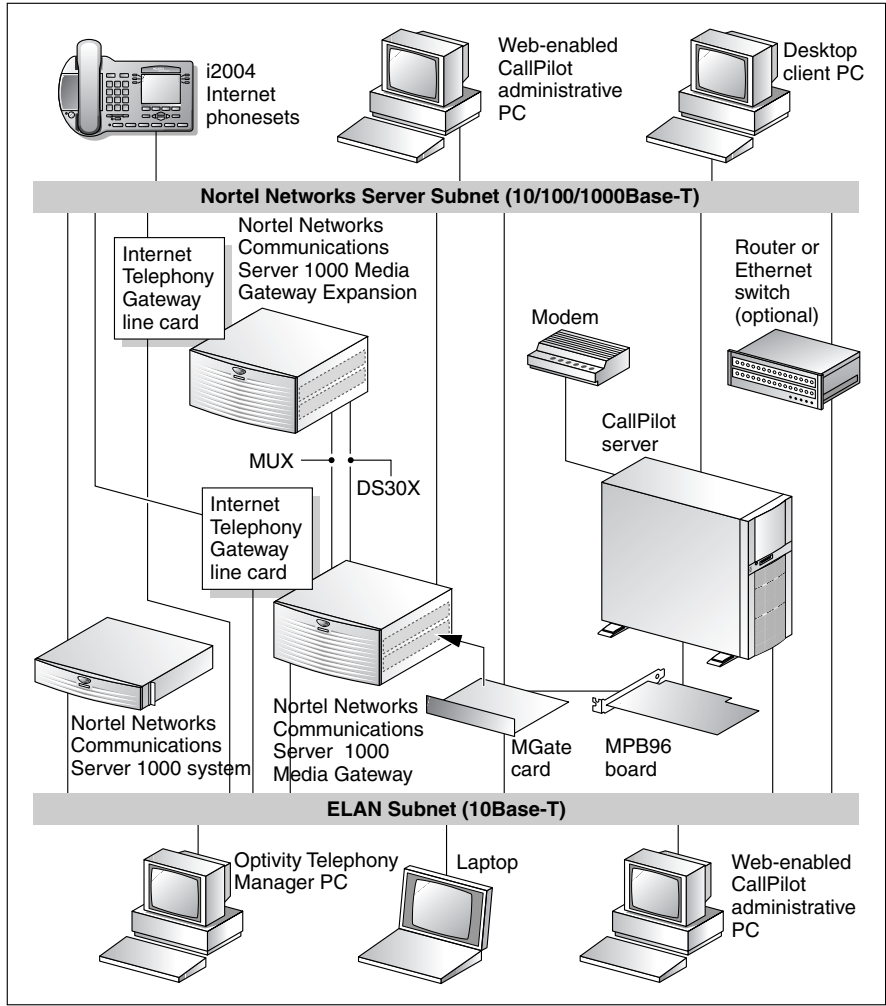 i2004
Internet
phonesets
Web-enabled
CallPilot
administrative
PC
Desktop
client PC
Nortel Networks Server Subnet (10/100/1000Base-T)
Internet
Telephony
Gateway
line card
Nortel Networks
Communications
Server 1000 Media
Gateway Expansion
Modem
Router or
Ethernet
switch
(optional)
CallPilot
server
MUX
DS30X
Internet
Telephony
Gateway
line card
Nortel Networks
Communications
Server 1000 system
Nortel Networks
Communications
Server 1000
Media Gateway
MGate
card
MPB96
board
ELAN Subnet (10Base-T)
Optivity Telephony
Manager PC
Laptop
Web-enabled
CallPilot
administrative
PC